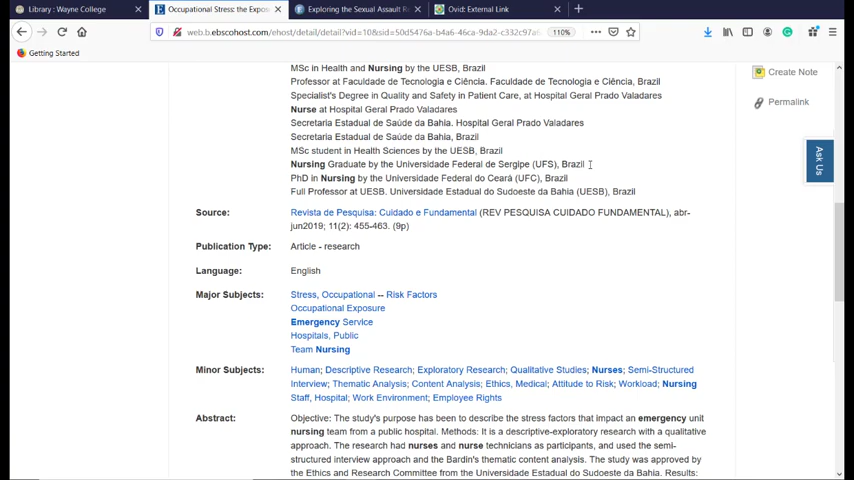 Library : Wayne College
Occupational Stress: the Expos
Exploring the Sexual Assault Re
Ovid: External Link
web.b.ebscohost.com/ehost/detail/detail?vid=10&sid=50d5476a-b4a6-46ca-9da2-c332c97a6
110%
Getting Started
MSc in Health and Nursing by the UESB, Brazil
Professor at Faculdade de Tecnologia e Ciência. Faculdade de Tecnologia e Ciência, Brazil
Specialist's Degree in Quality and Safety in Patient Care, at Hospital Geral Prado Valadares
Nurse at Hospital Geral Prado Valadares
Secretaria Estadual de Saúde da Bahia. Hospital Geral Prado Valadares
Secretaria Estadual de Saúde da Bahia, Brazil
MSc student in Health Sciences by the UESB, Brazil
Nursing Graduate by the Universidade Federal de Sergipe (UFS), Brazil
PhD in Nursing by the Universidade Federal do Ceará (UFC), Brazil
Full Professor at UESB. Universidade Estadual do Sudoeste da Bahia (UESB), Brazil
Create Note
Permalink
Ask Us
Source: Revista de Pesquisa: Cuidado e Fundamental (REV PESQUISA CUIDADO FUNDAMENTAL), abr-
jun2019; 11(2): 455-463. (9p)
Publication Type: Article - research
Language: English
Major Subjects: Stress, Occupational -- Risk Factors
Occupational Exposure
Emergency Service
Hospitals, Public
Team Nursing
Minor Subjects: Human; Descriptive Research; Exploratory Research; Qualitative Studies; Nurses; Semi-Structured
Interview; Thematic Analysis; Content Analysis; Ethics, Medical; Attitude to Risk; Workload; Nursing
Staff, Hospital; Work Environment; Employee Rights
Abstract: Objective: The study's purpose has been to describe the stress factors that impact an emergency unit
nursing team from a public hospital. Methods: It is a descriptive-exploratory research with a qualitative
approach. The research had nurses and nurse technicians as participants, and used the semi-
structured interview approach and the Bardin's thematic content analysis. The study was approved by
the Ethics and Research Committee from the Universidade Estadual do Sudoeste da Bahia. Results: